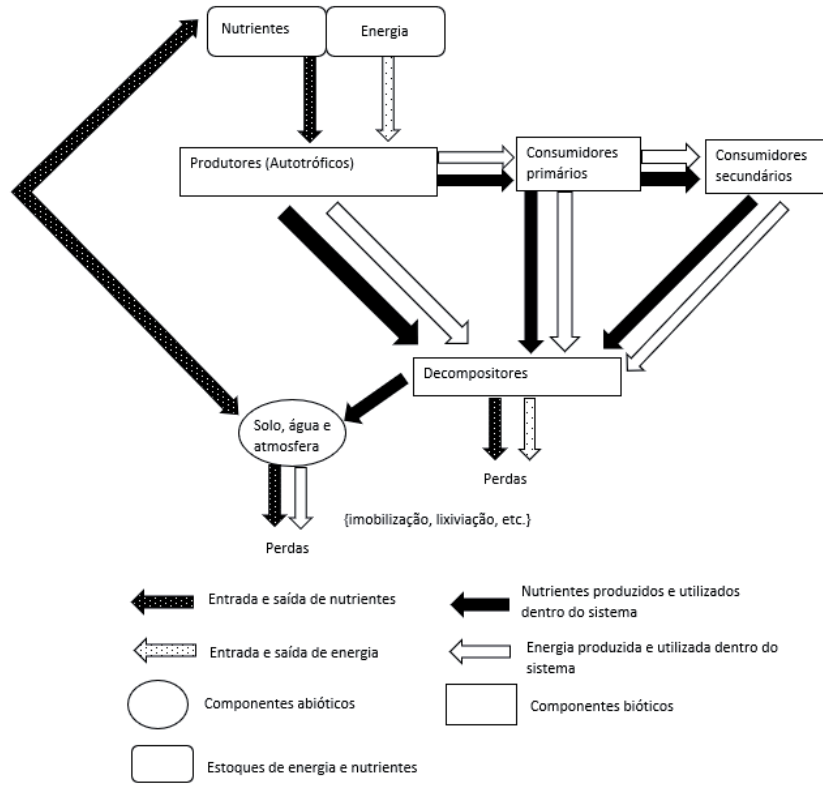 Nutrientes
Energia
Produtores (Autotróficos)
Consumidores
primários
Consumidores
secundários
Decompositores
Solo, água e
atmosfera
Perdas
{imobilização, lixiviação, etc.}
Perdas
Entrada e saída de nutrientes
Nutrientes produzidos e utilizados
dentro do sistema
Entrada e saída de energia
Energia produzida e utilizada dentro do
sistema
Componentes abióticos
Componentes bióticos
Estoques de energia e nutrientes